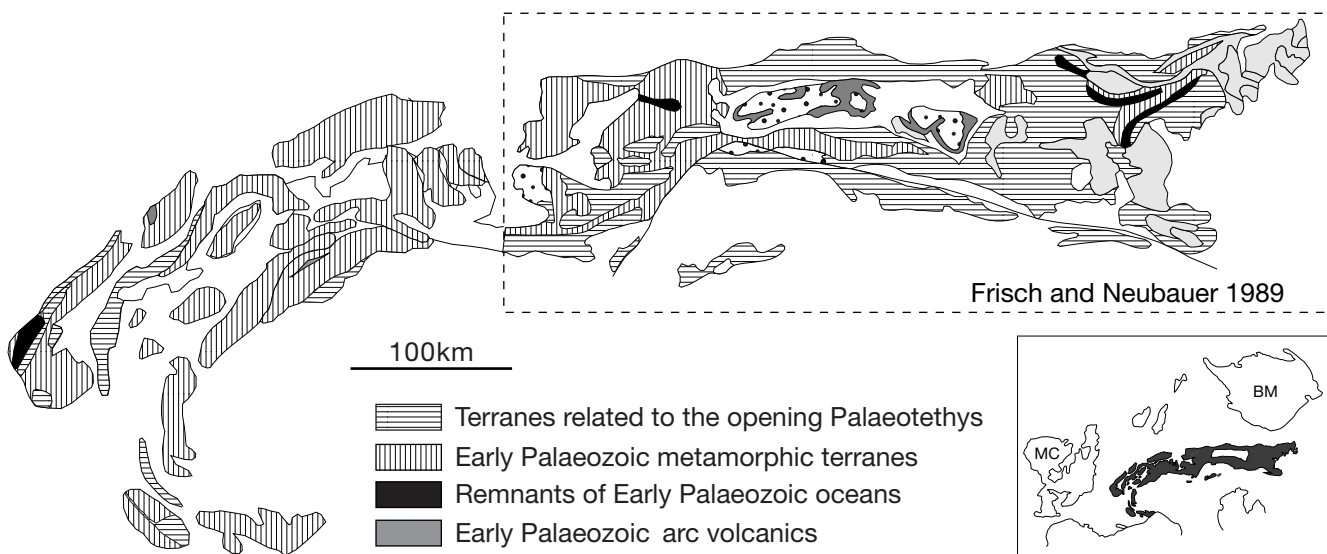 Frisch and Neubauer 1989
100km
Terranes related to the opening Palaeotethys
Early Palaeozoic metamorphic terranes
Remnants of Early Palaeozoic oceans
Early Palaeozoic arc volcanics
BM
MC